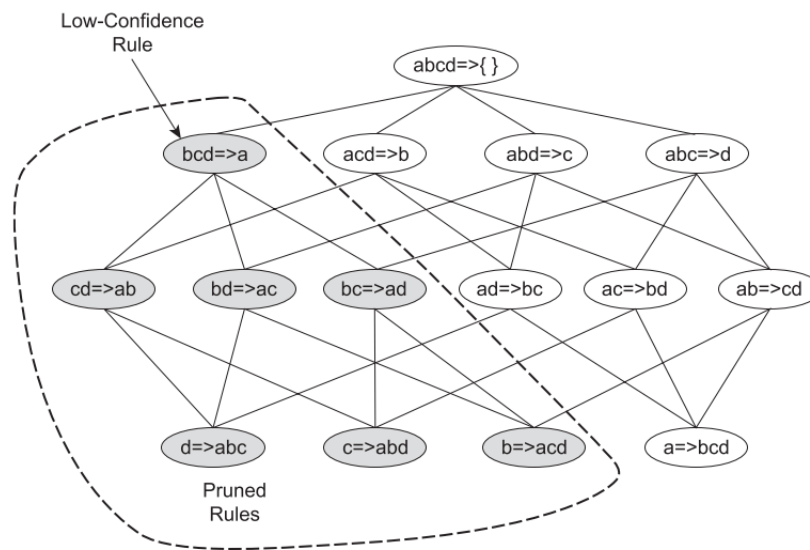 Low-Confidence
Rule
abcd=>{ }
bcd=>a
acd=>b
abd=>c
abc=>d
cd=>ab
bd=>ac
bc=>ad
ad=>bc
ac=>bd
ab=>cd
d=>abc
c=>abd
b=>acd
a=>bcd
Pruned
Rules